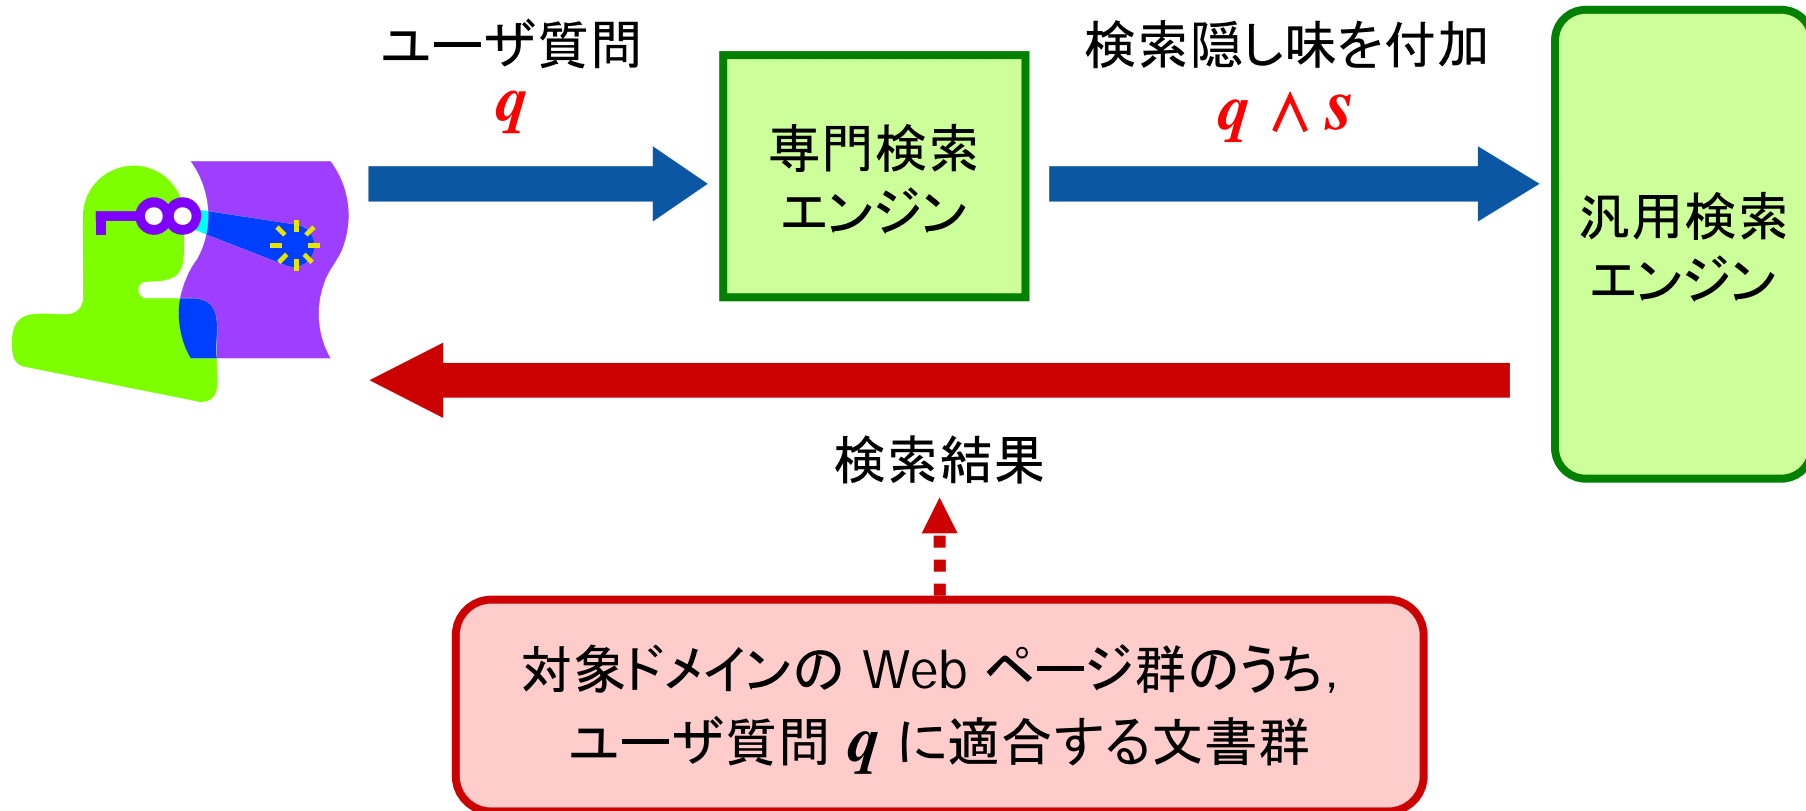 ユーザ質問
q
専門検索
エンジン
検索隠し味を付加
q ∧ s
汎用検索
エンジン
検索結果
対象ドメインの Web ページ群のうち,
ユーザ質問 q に適合する文書群